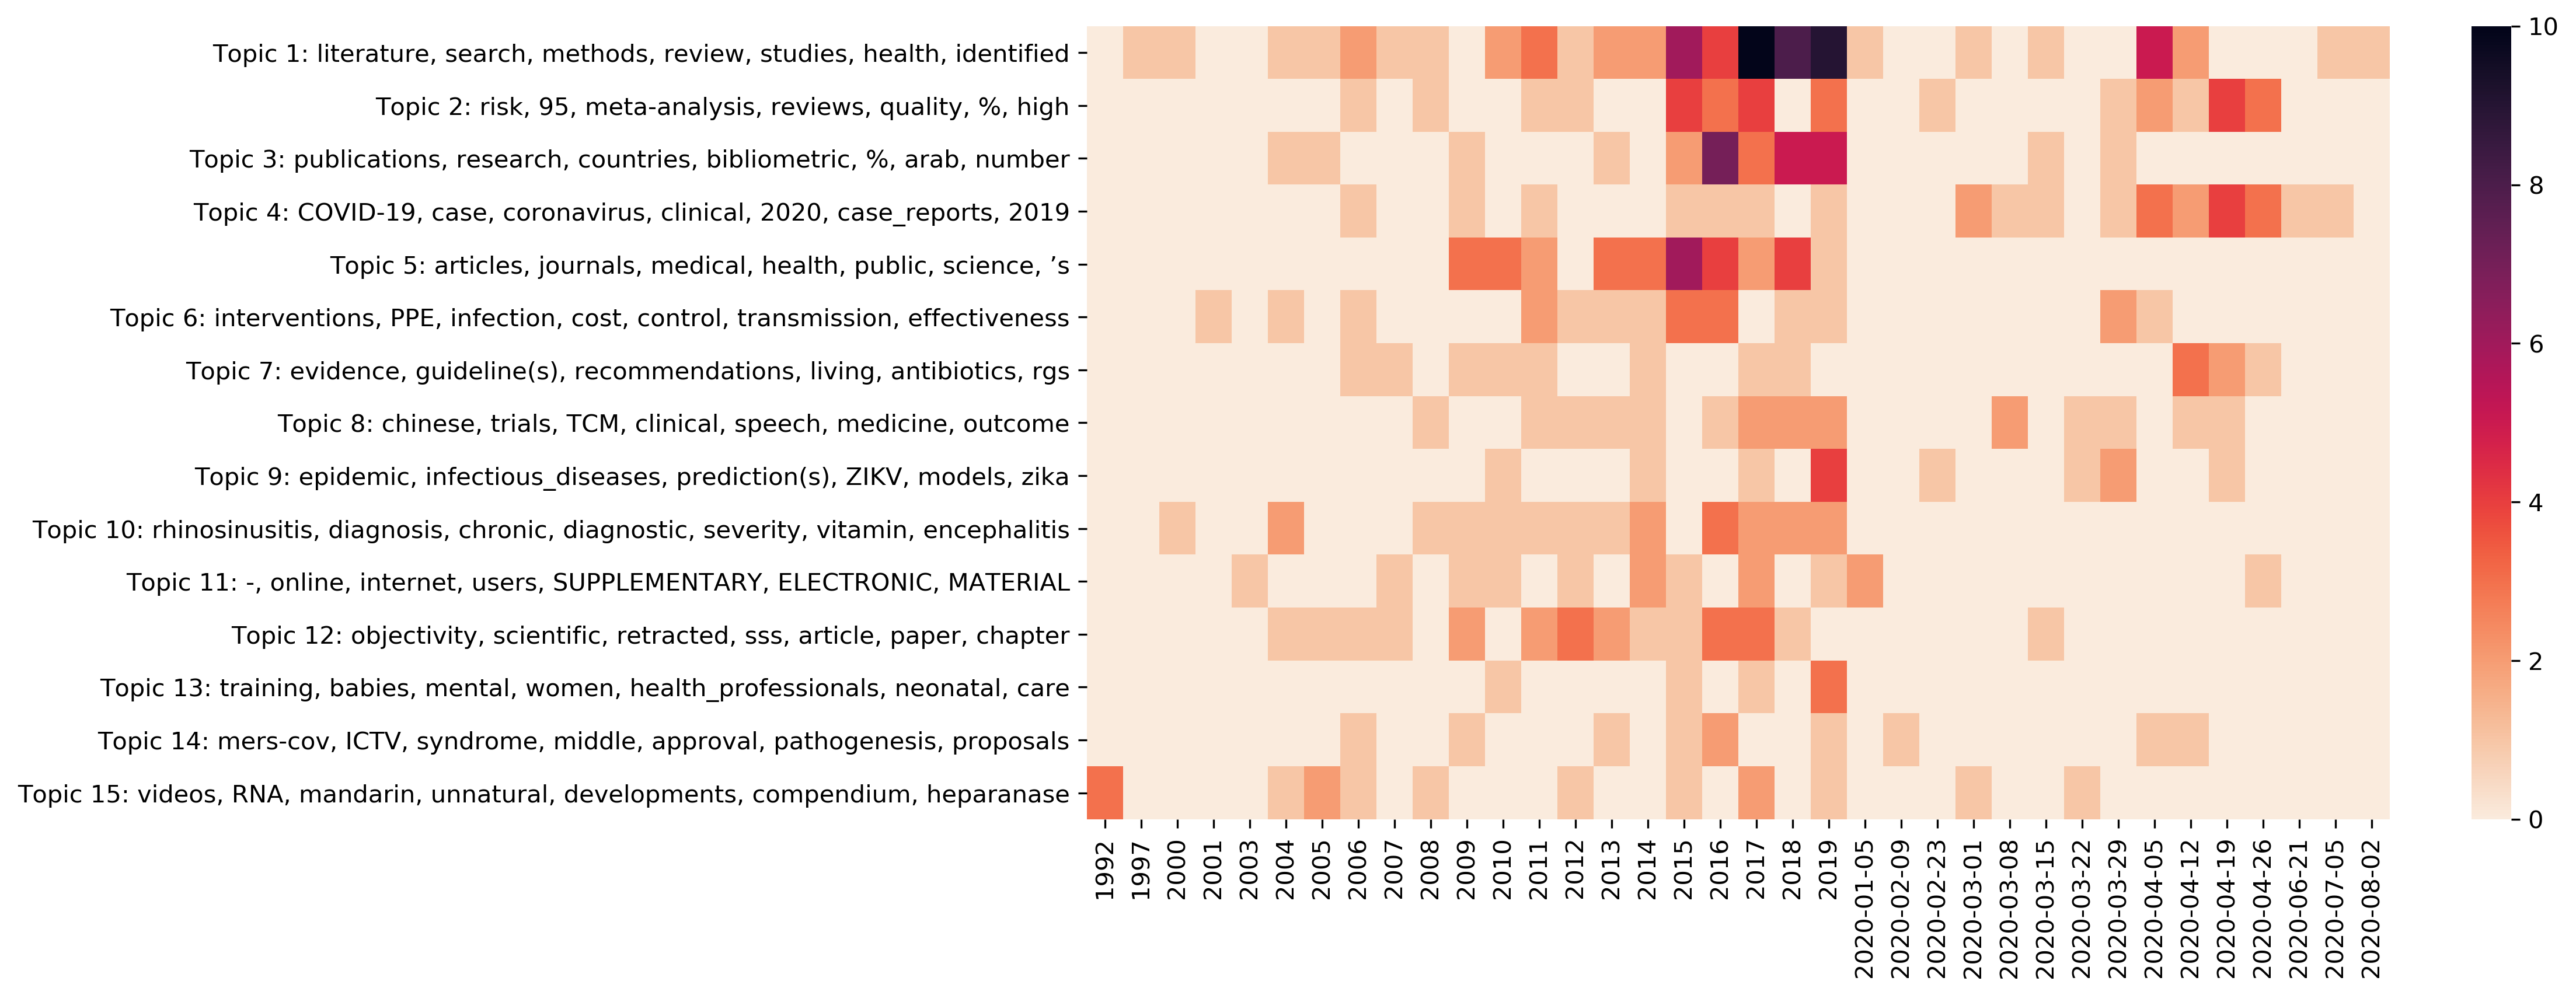 Topic 1: literature, search, methods, review, studies, health, identified
Topic 2: risk, 95, meta-analysis, reviews, quality, %, high
Topic 3: publications, research, countries, bibliometric, %, arab, number
Topic 4: COVID-19, case, coronavirus, clinical, 2020, case_reports, 2019
Topic 5: articles, journals, medical, health, public, science, ’s
Topic 6: interventions, PPE, infection, cost, control, transmission, effectiveness
Topic 7: evidence, guideline(s), recommendations, living, antibiotics, rgs
Topic 8: chinese, trials, TCM, clinical, speech, medicine, outcome
Topic 9: epidemic, infectious_diseases, prediction(s), ZIKV, models, zika
Topic 10: rhinosinusitis, diagnosis, chronic, diagnostic, severity, vitamin, encephalitis
Topic 11: -, online, internet, users, SUPPLEMENTARY, ELECTRONIC, MATERIAL
Topic 12: objectivity, scientific, retracted, sss, article, paper, chapter
Topic 13: training, babies, mental, women, health_professionals, neonatal, care
Topic 14: mers-cov, ICTV, syndrome, middle, approval, pathogenesis, proposals
Topic 15: videos, RNA, mandarin, unnatural, developments, compendium, heparanase
1992
1997
2000
2001
2003
2004
2005
2006
2007
2008
2009
2010
2011
2012
2013
2014
2015
2016
2017
2018
2019
2020-01-05
2020-02-09
2020-02-23
2020-03-01
2020-03-08
2020-03-15
2020-03-22
2020-03-29
2020-04-05
2020-04-12
2020-04-19
2020-04-26
2020-06-21
2020-07-05
2020-08-02
10
8
6
4
2
0